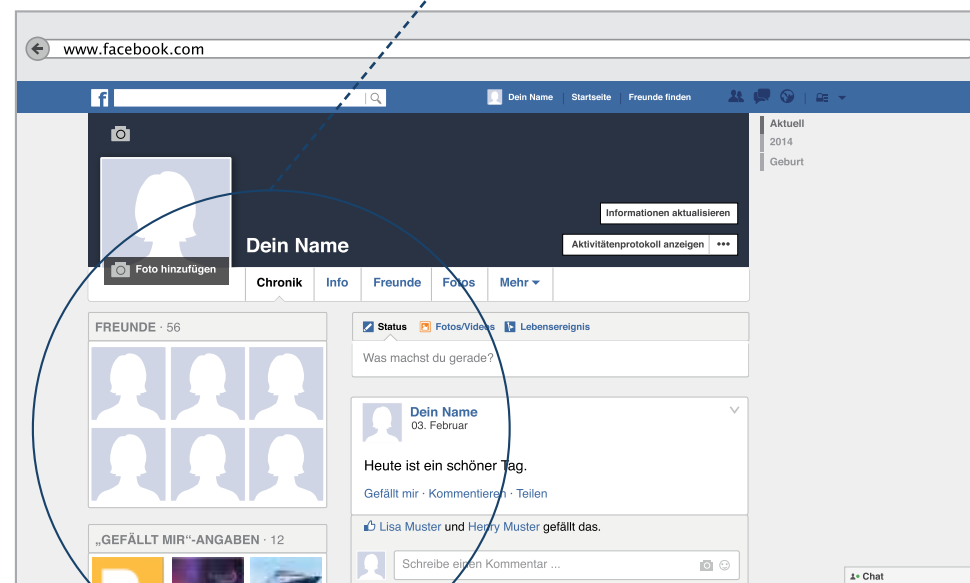 www.facebook.com
f
Dein Name | Startseite | Freunde finden
Aktuell
2014
Geburt
Informationen aktualisieren
Dein Name
Aktivitätenprotokoll anzeigen •••
Foto hinzufügen
Chronik Info Freunde Fotos Mehr
FREUNDE · 56
Status Fotos/Videos Lebensereignis
Was machst du gerade?
Dein Name
03. Februar
Heute ist ein schöner Tag.
Gefällt mir · Kommentieren · Teilen
Lisa Muster und Henry Muster gefällt das.
„GEFÄLLT MIR“-ANGABEN · 12
Schreibe einen Kommentar ...
Chat